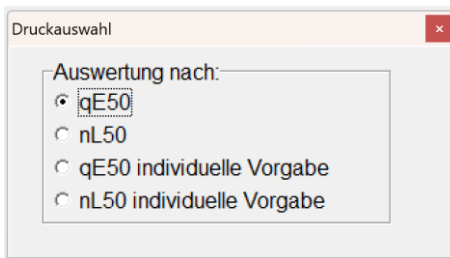 Druckauswahl
Auswertung nach:
qE50
nL50
qE50 individuelle Vorgabe
nL50 individuelle Vorgabe